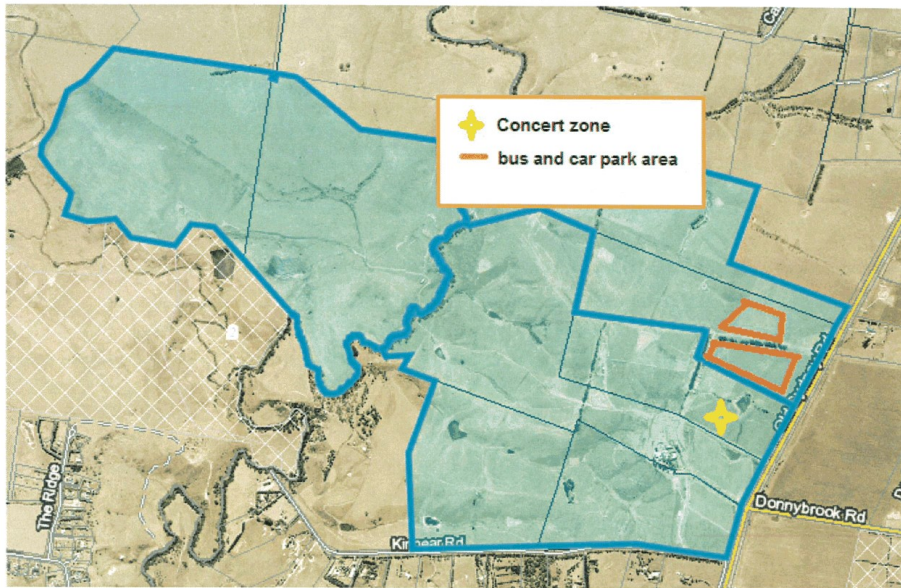 Concert zone
bus and car park area
The Ridge
Kinnear Rd
Donnybrook Rd